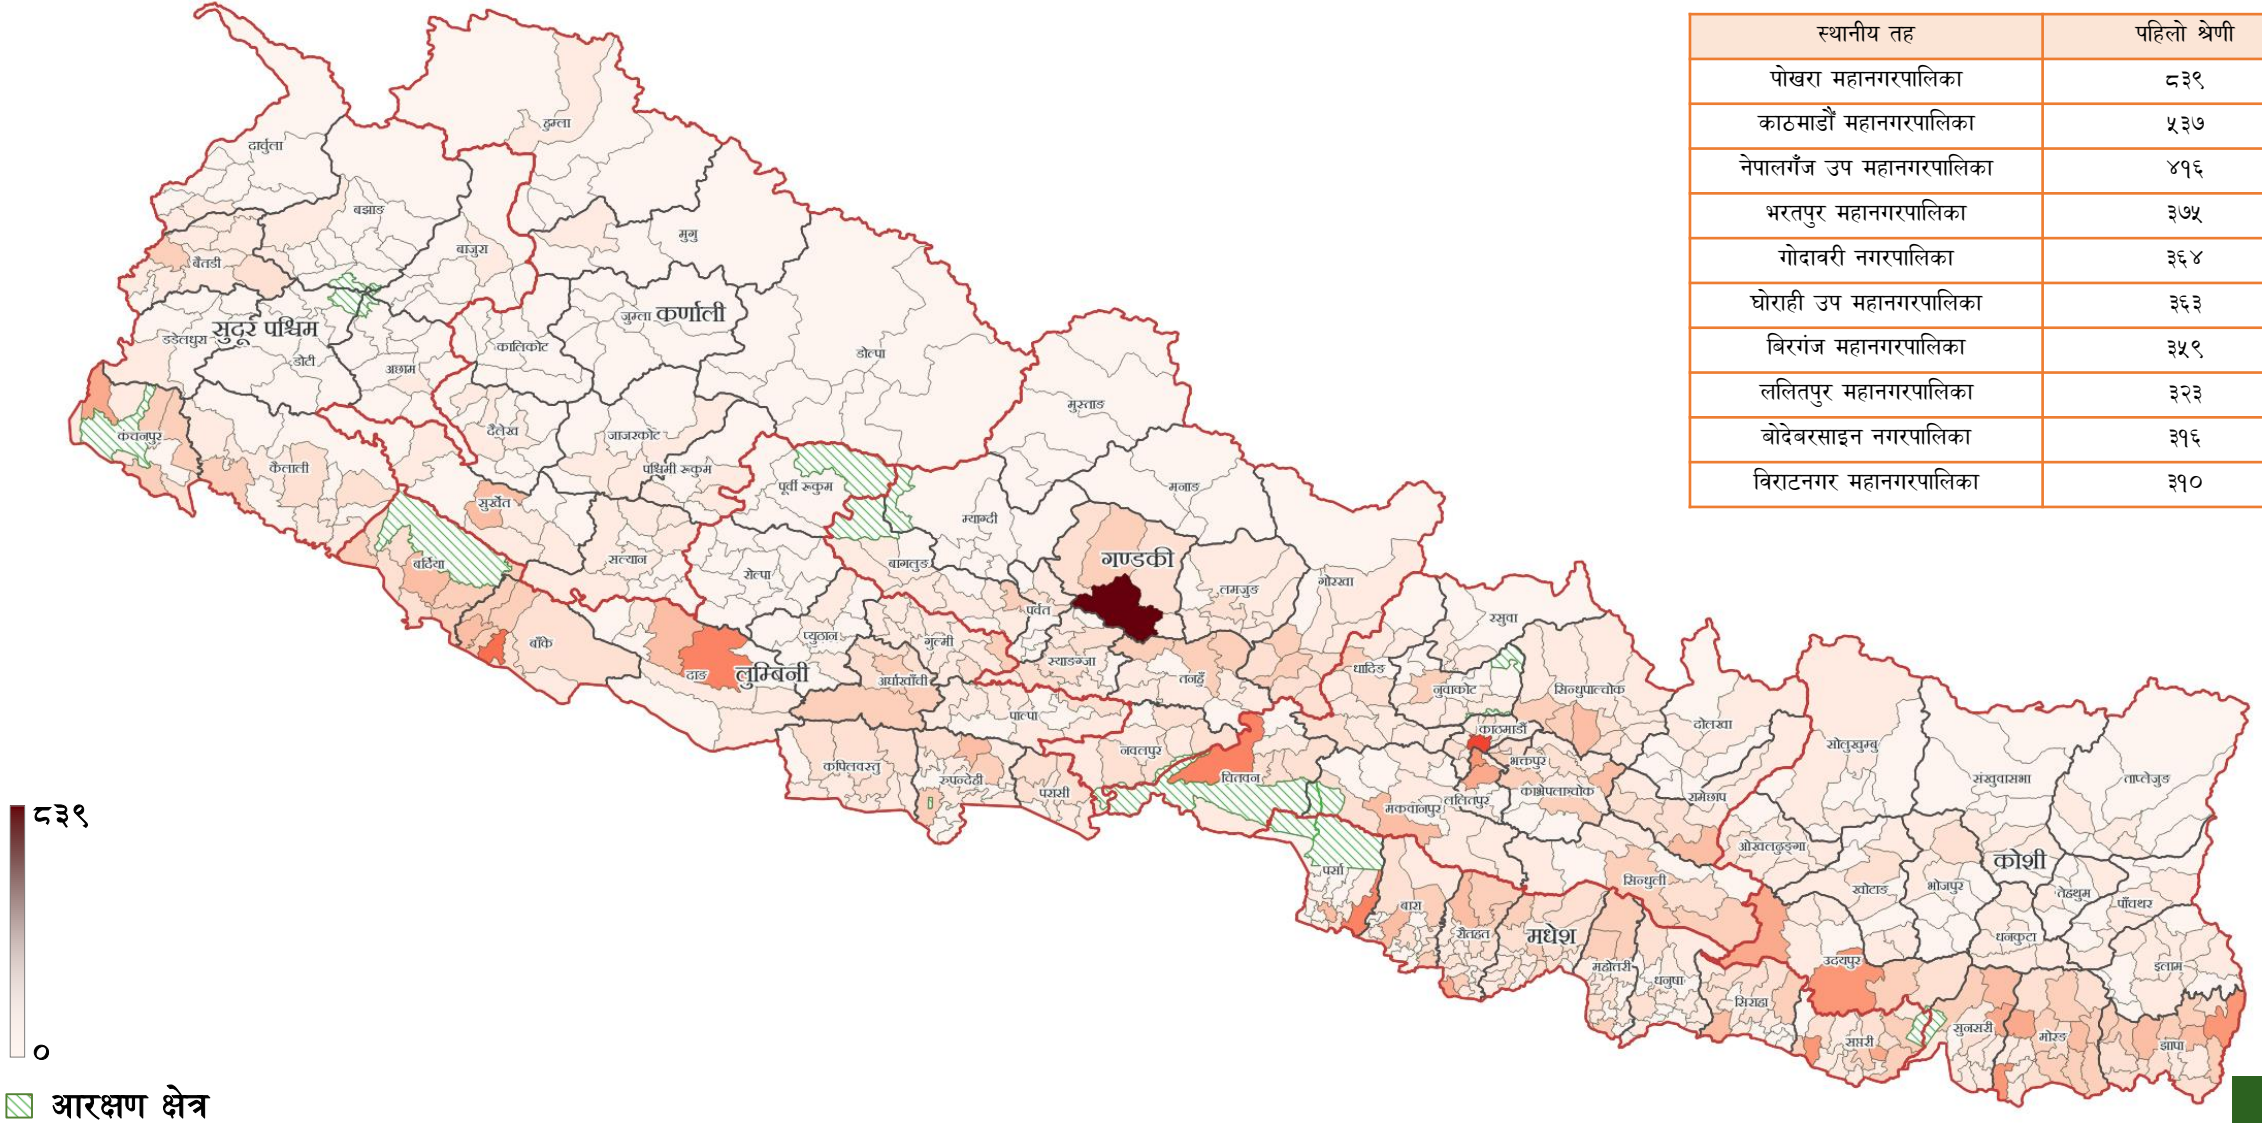 स्थानीय तह पहिलो श्रेणी
पोखरा महानगरपालिका ८३९
काठमाडौं महानगरपालिका ५३७
नेपालगँज उप महानगरपालिका ४१६
भरतपुर महानगरपालिका ३७५
गोदावरी नगरपालिका ३६४
घोराही उप महानगरपालिका ३६३
बिरगंज महानगरपालिका ३५९
ललितपुर महानगरपालिका ३२३
बोदेबरसाइन नगरपालिका ३१६
विराटनगर महानगरपालिका ३१०
हुम्ला
दार्चुला
बझाङ
मुगु
बाजुरा
बैतडी
जुम्ला कर्णाली
सुदूर पश्चिम
डडेलधुरा
कालिकोट
डोल्पा
डोटी
अछाम
मुस्ताङ
दैलेख
जाजरकोट
कंचनपुर
कैलाली
पश्चिमी रूकुम
पूर्वी रूकुम
मनाङ
सुर्खेत
म्याग्दी
गण्डकी
सल्यान
बर्दिया
बागलुङ
रोल्पा
गोरखा
लमजुङ
पर्वत
रसुवा
प्युठान
गुल्मी
बाँके
स्याङग्जा
धादिङ
दाङ लुम्बिनी
अर्घाखाँची
तनहुँ
नुवाकोट
सिन्धुपाल्चोक
पाल्पा
दोलखा
काठमाडौं
सोलुखुम्बु
नवलपुर
भक्तपुर
कपिलवस्तु
रुपन्देही
चितवन
संखुवासभा
ताप्लेजुङ
परासी
काभ्रेपलाञ्चोक
रामेछाप
मकवानपुर
ललितपुर
८३९
ओखलढुङ्गा
कोशी
पर्सा
सिन्धुली
खोटाङ
भोजपुर
तेह्रथुम
पाँचथर
बारा
रौतहत
मधेश
धनकुटा
उदयपुर
महोत्तरी
इलाम
धनुषा
सिराहा
सुनसरी
मोरङ
सप्तरी
झापा
०
आरक्षण क्षेत्र